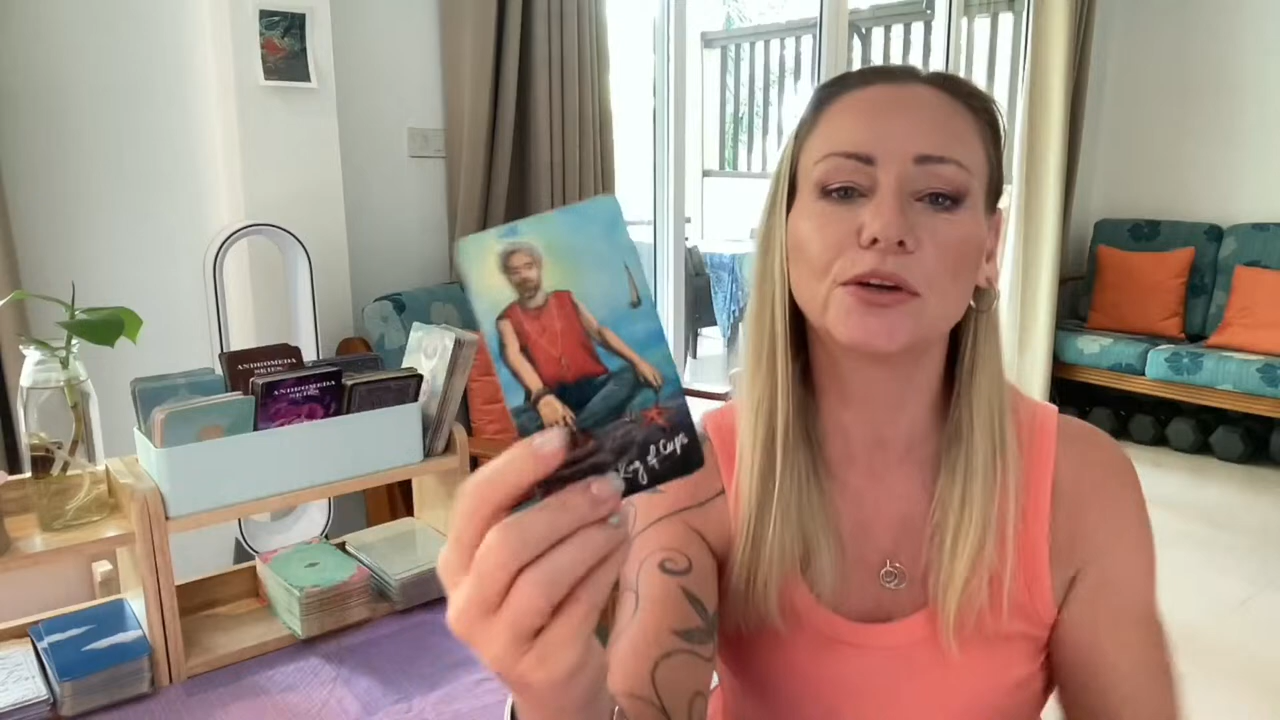 ANDROMEDA
SKIES
ANDROMEDA
SKIES
King of Cups